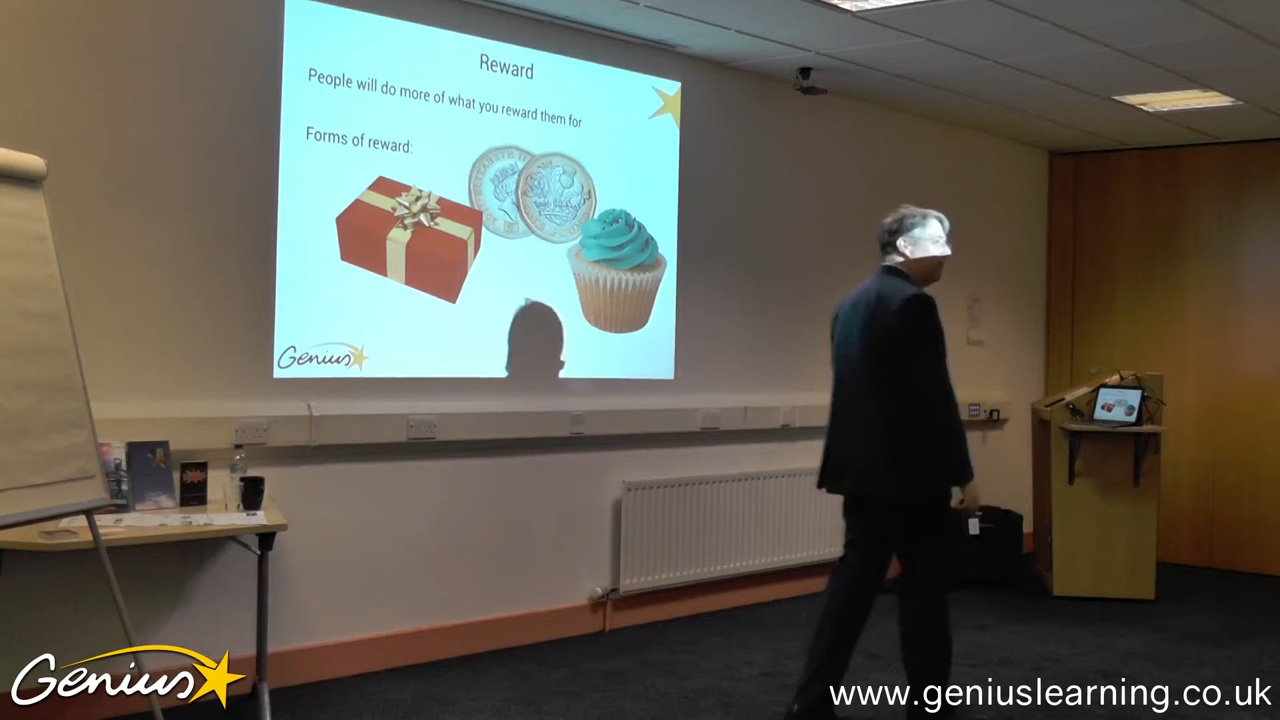 Reward
People will do more of what you reward them for
Forms of reward:
Genius
Genius
www.geniuslearning.co.uk